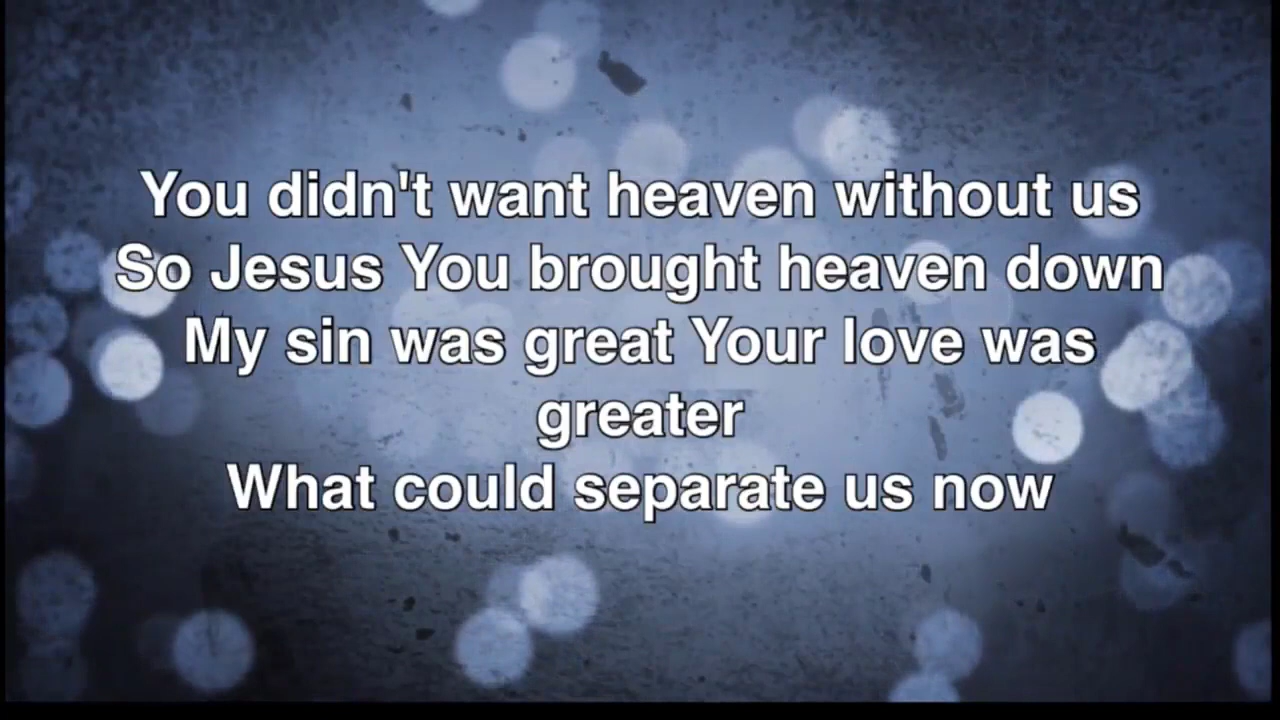 You didn't want heaven without us
So Jesus You brought heaven down
My sin was great Your love was
greater
What could separate us now